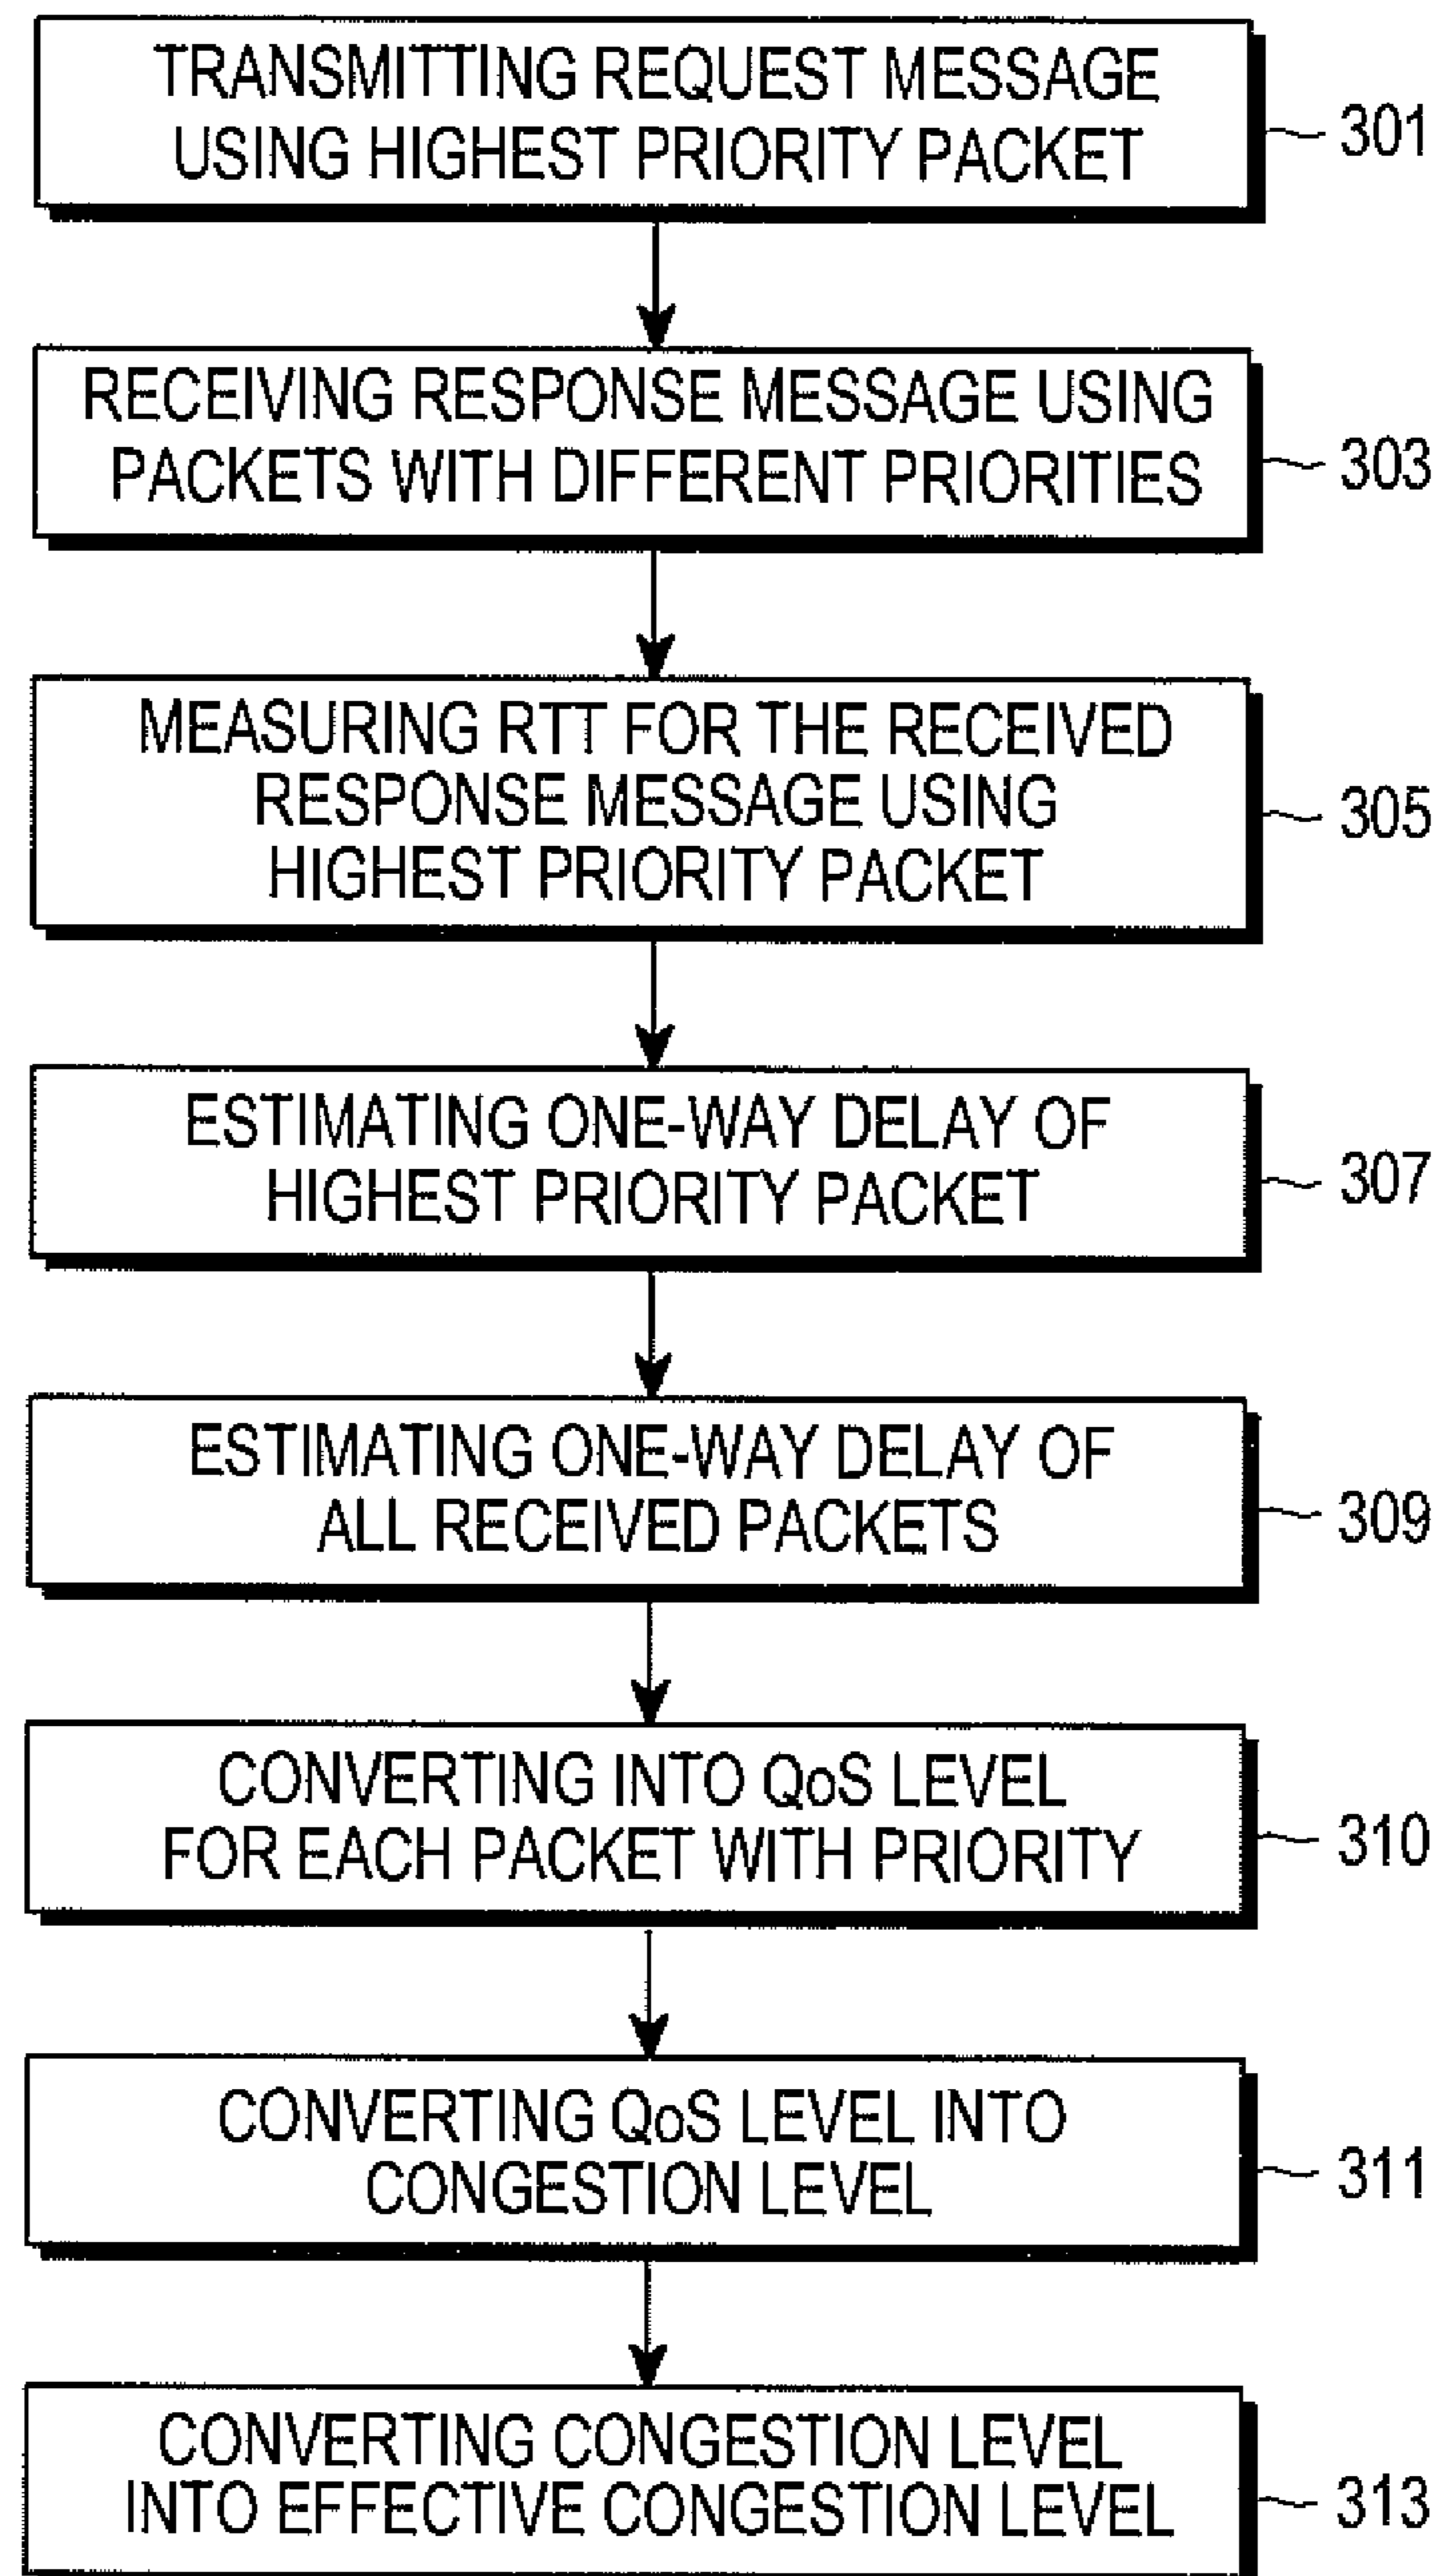 TRANSMITTING REQUEST MESSAGE
USING HIGHEST PRIORITY PACKET
301
RECEIVING RESPONSE MESSAGE USING
PACKETS WITH DIFFERENT PRIORITIES
303
MEASURING RTT FOR THE RECEIVED
RESPONSE MESSAGE USING
HIGHEST PRIORITY PACKET
305
ESTIMATING ONE-WAY DELAY OF
HIGHEST PRIORITY PACKET
307
ESTIMATING ONE-WAY DELAY OF
ALL RECEIVED PACKETS
309
CONVERTING INTO QoS LEVEL
FOR EACH PACKET WITH PRIORITY
310
CONVERTING QoS LEVEL INTO
CONGESTION LEVEL
311
CONVERTING CONGESTION LEVEL
INTO EFFECTIVE CONGESTION LEVEL
313